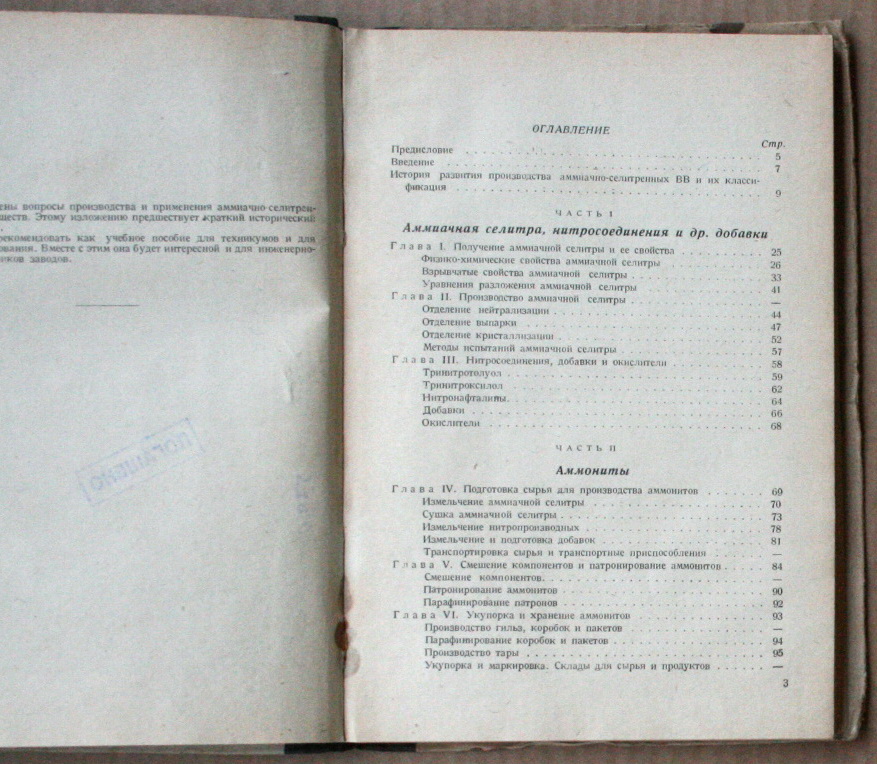 ены вопросы производства и применения аммиачно-селитрен-
ществ. Этому изложению предшествует краткий исторический
рекомендовать как учебное пособие для техникумов и для
ования. Вместе с этим она будет интересной и для инженерно-
ников заводов.
ПОГАШЕНО
ОГЛАВЛЕНИЕ
Стр.
Предисловие . . . 5
Введение . . . 7
История развития производства аммиачно-селитренных ВВ и их класси-
фикация . . . 9
ЧАСТЬ I
Аммиачная селитра, нитросоединения и др. добавки
Глава I. Получение аммиачной селитры и ее свойства . . . 25
Физико-химические свойства аммиачной селитры . . . 26
Взрывчатые свойства аммиачной селитры . . . 33
Уравнения разложения аммиачной селитры . . . 41
Глава II. Производство аммиачной селитры . . . —
Отделение нейтрализации . . . 44
Отделение выпарки . . . 47
Отделение кристаллизации . . . 52
Методы испытаний аммиачной селитры . . . 57
Глава III. Нитросоединения, добавки и окислители . . . 58
Тринитротолуол . . . 59
Тринитроксилол . . . 62
Нитронафталины . . . 64
Добавки . . . 66
Окислители . . . 68
ЧАСТЬ II
Аммониты
Глава IV. Подготовка сырья для производства аммонитов . . . 69
Измельчение аммиачной селитры . . . 70
Сушка аммиачной селитры . . . 73
Измельчение нитропроизводных . . . 78
Измельчение и подготовка добавок . . . 81
Транспортировка сырья и транспортные приспособления . . . —
Глава V. Смешение компонентов и патронирование аммонитов . . . 84
Смешение компонентов . . . —
Патронирование аммонитов . . . 90
Парафинирование патронов . . . 92
Глава VI. Укупорка и хранение аммонитов . . . 93
Производство гильз, коробок и пакетов . . . —
Парафинирование коробок и пакетов . . . 94
Производство тары . . . 95
Укупорка и маркировка. Склады для сырья и продуктов . . . —
3